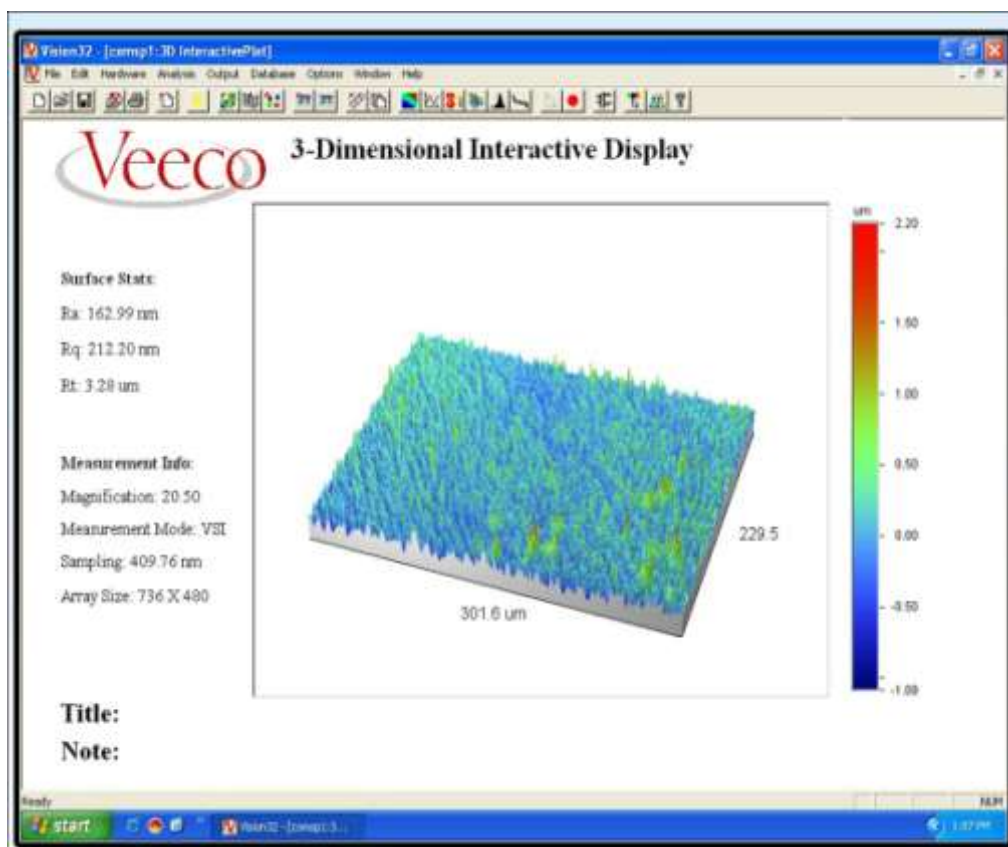 Vision32 - [comsp1:3D InteractivePlot]
File Edit Hardware Analysis Output Database Options Window Help
Veeco
3-Dimensional Interactive Display
Surface Stats:
Ra: 162.99 nm
Rq: 212.20 nm
Rt: 3.28 um
Measurement Info:
Magnification: 20.50
Measurement Mode: VSI
Sampling: 409.76 nm
Array Size: 736 X 480
301.6 um
229.5
um
2.20
1.50
1.00
0.50
0.00
-0.50
-1.00
Title:
Note:
Ready
NUM
start